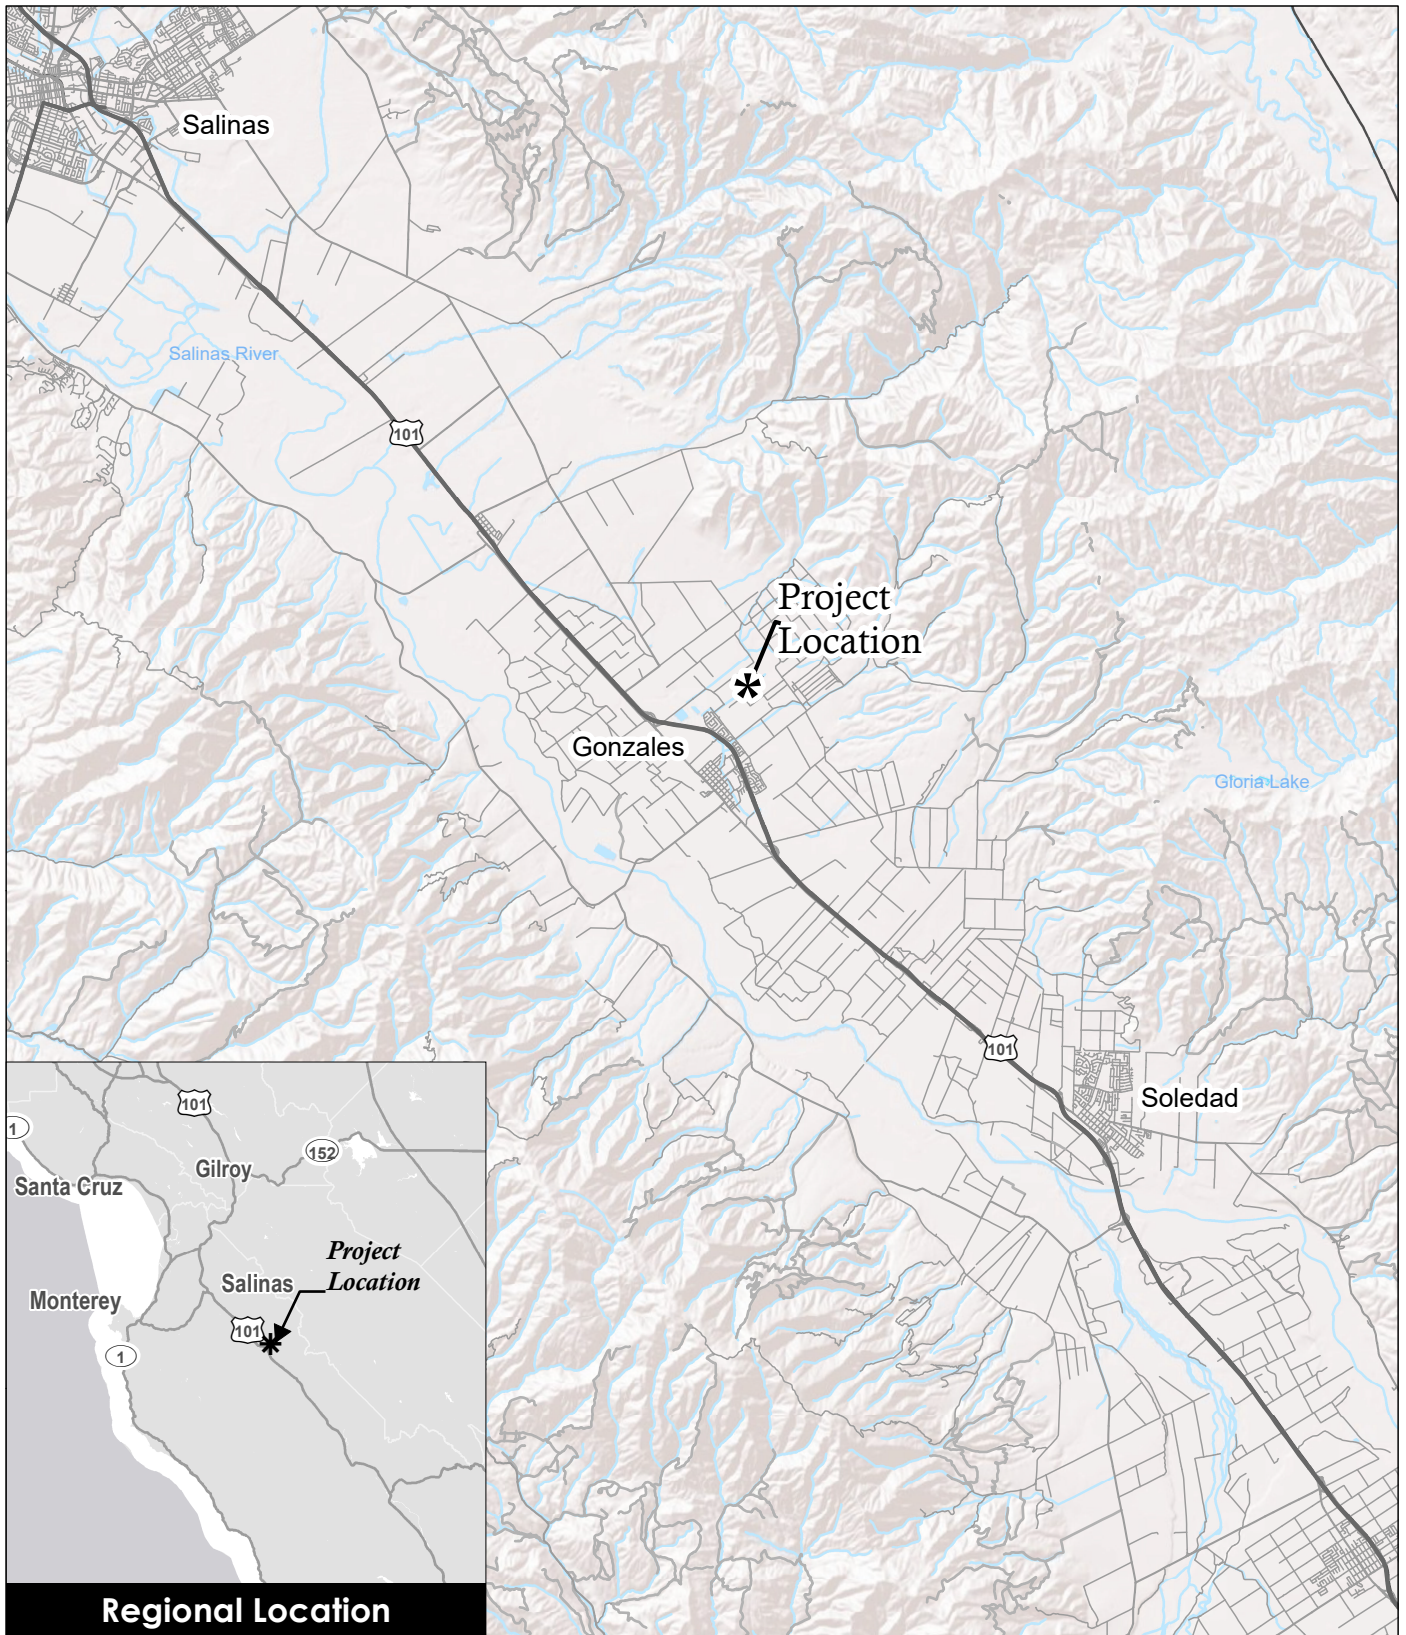 Salinas
Salinas River
101
Project
Location
Gonzales
Gloria Lake
101
Soledad
101
1
152
Gilroy
Santa Cruz
Project
Location
Salinas
Monterey
101
1
Regional Location